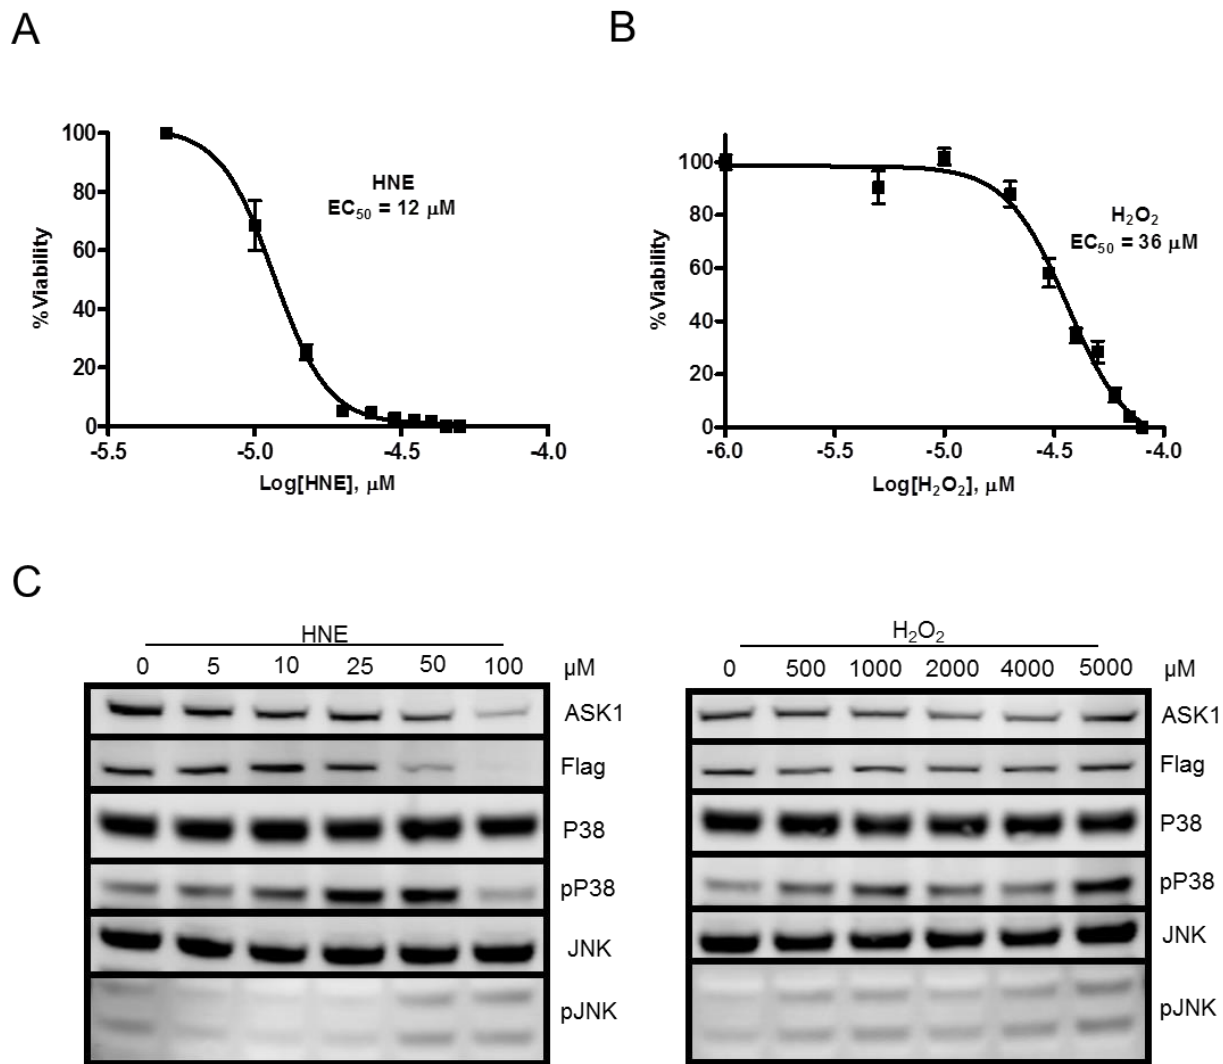 A
100
80
60
40
20
0
-5.5
-5.0
-4.5
-4.0
% Viability
Log[HNE], µM
HNE
EC50 = 12 µM
B
100
80
60
40
20
0
-6.0
-5.5
-5.0
-4.5
-4.0
% Viability
Log[H2O2], µM
H2O2
EC50 = 36 µM
C
HNE
0 5 10 25 50 100 µM
ASK1
Flag
P38
pP38
JNK
pJNK
H2O2
0 500 1000 2000 4000 5000 µM
ASK1
Flag
P38
pP38
JNK
pJNK